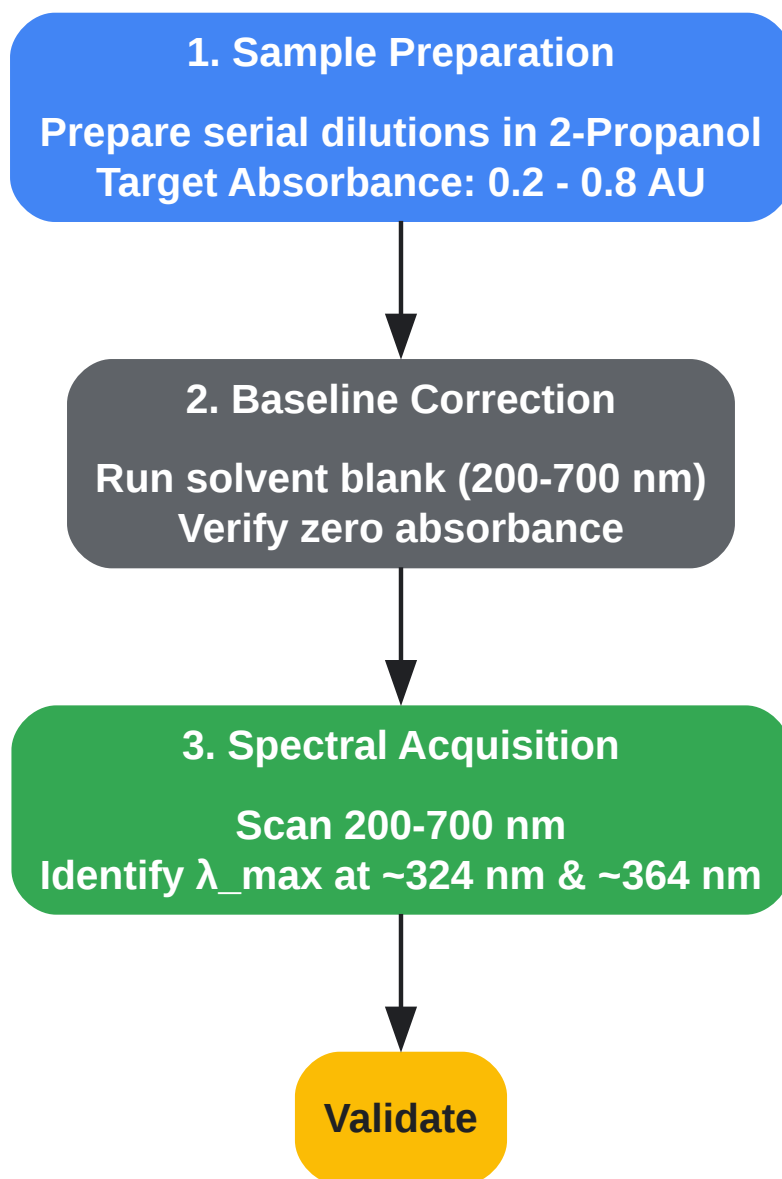 1. Sample Preparation
Prepare serial dilutions in 2-Propanol
Target Absorbance: 0.2 - 0.8 AU
2. Baseline Correction
Run solvent blank (200-700 nm)
Verify zero absorbance
3. Spectral Acquisition
Scan 200-700 nm
Identify λ_max at ~324 nm & ~364 nm
Validate